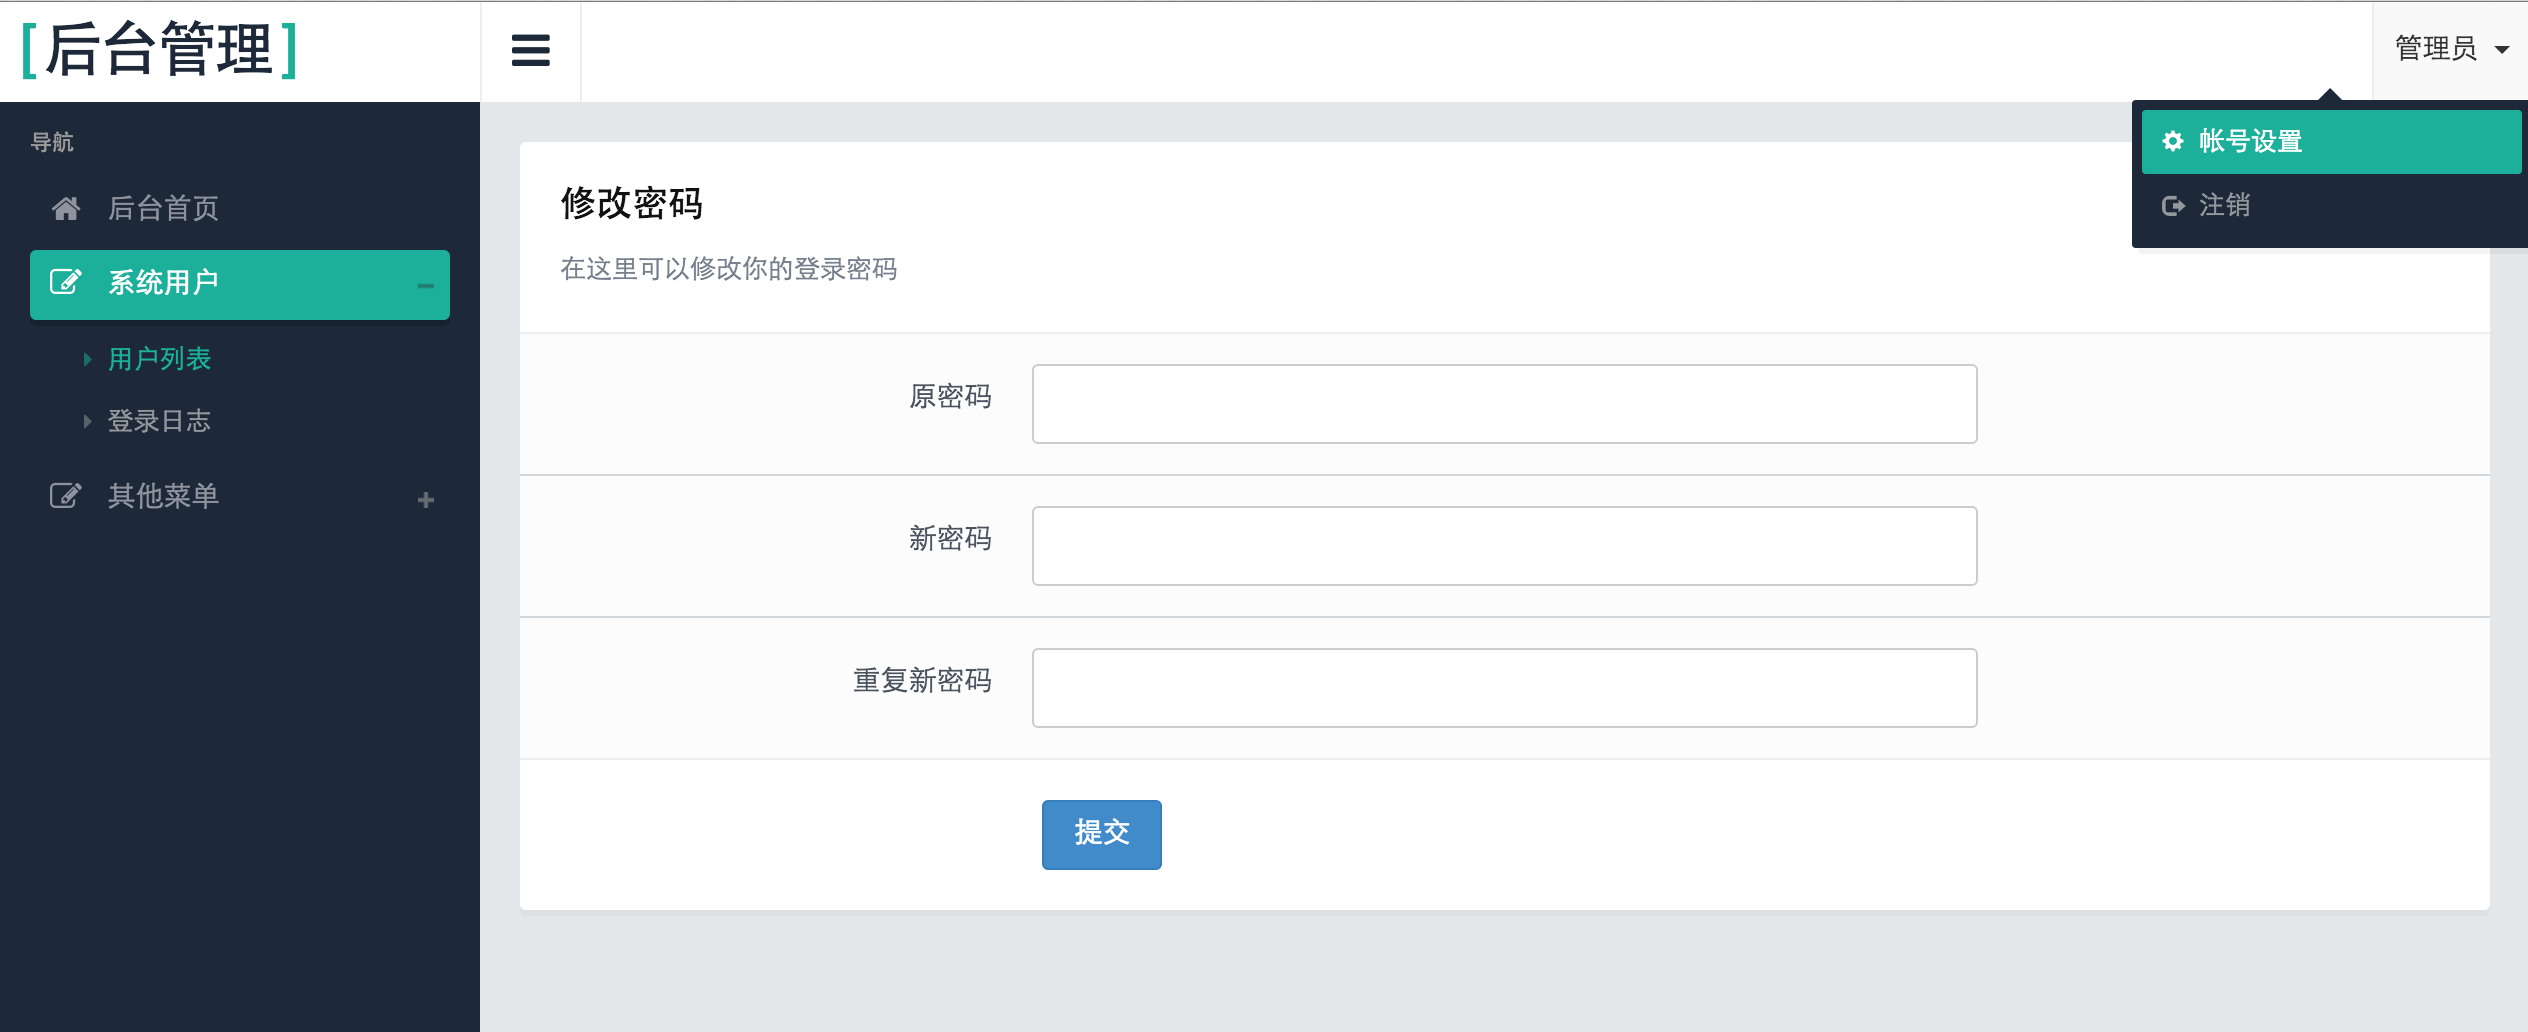 [后台管理]
管理员
帐号设置
注销
导航
后台首页
系统用户
用户列表
登录日志
其他菜单
修改密码
在这里可以修改你的登录密码
原密码
新密码
重复新密码
提交